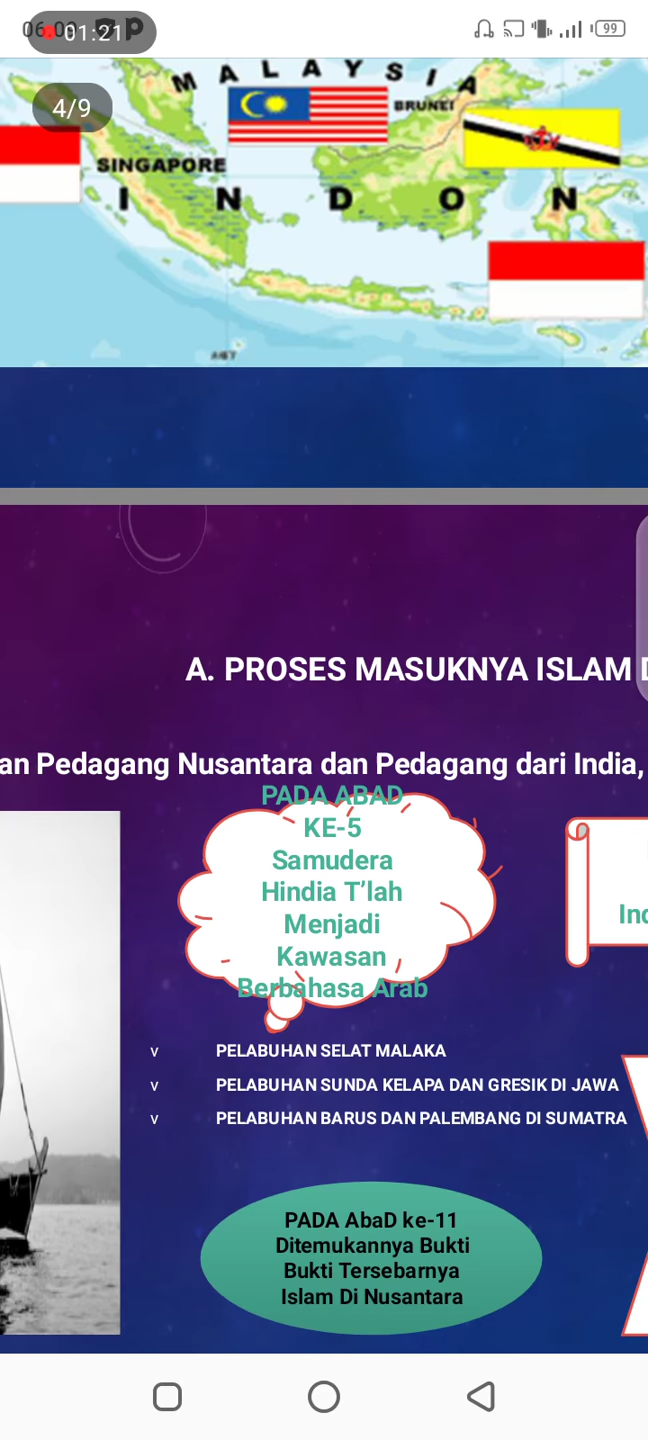 01:21
99
4/9
MALAYSIA
BRUNEI
SINGAPORE
I N D O N
A. PROSES MASUKNYA ISLAM
an Pedagang Nusantara dan Pedagang dari India,
PADA ABAD
KE-5
Samudera
Hindia T’lah
Menjadi
Kawasan
Berbahasa Arab
Ind
v PELABUHAN SELAT MALAKA
v PELABUHAN SUNDA KELAPA DAN GRESIK DI JAWA
v PELABUHAN BARUS DAN PALEMBANG DI SUMATRA
PADA AbaD ke-11
Ditemukannya Bukti
Bukti Tersebarnya
Islam Di Nusantara